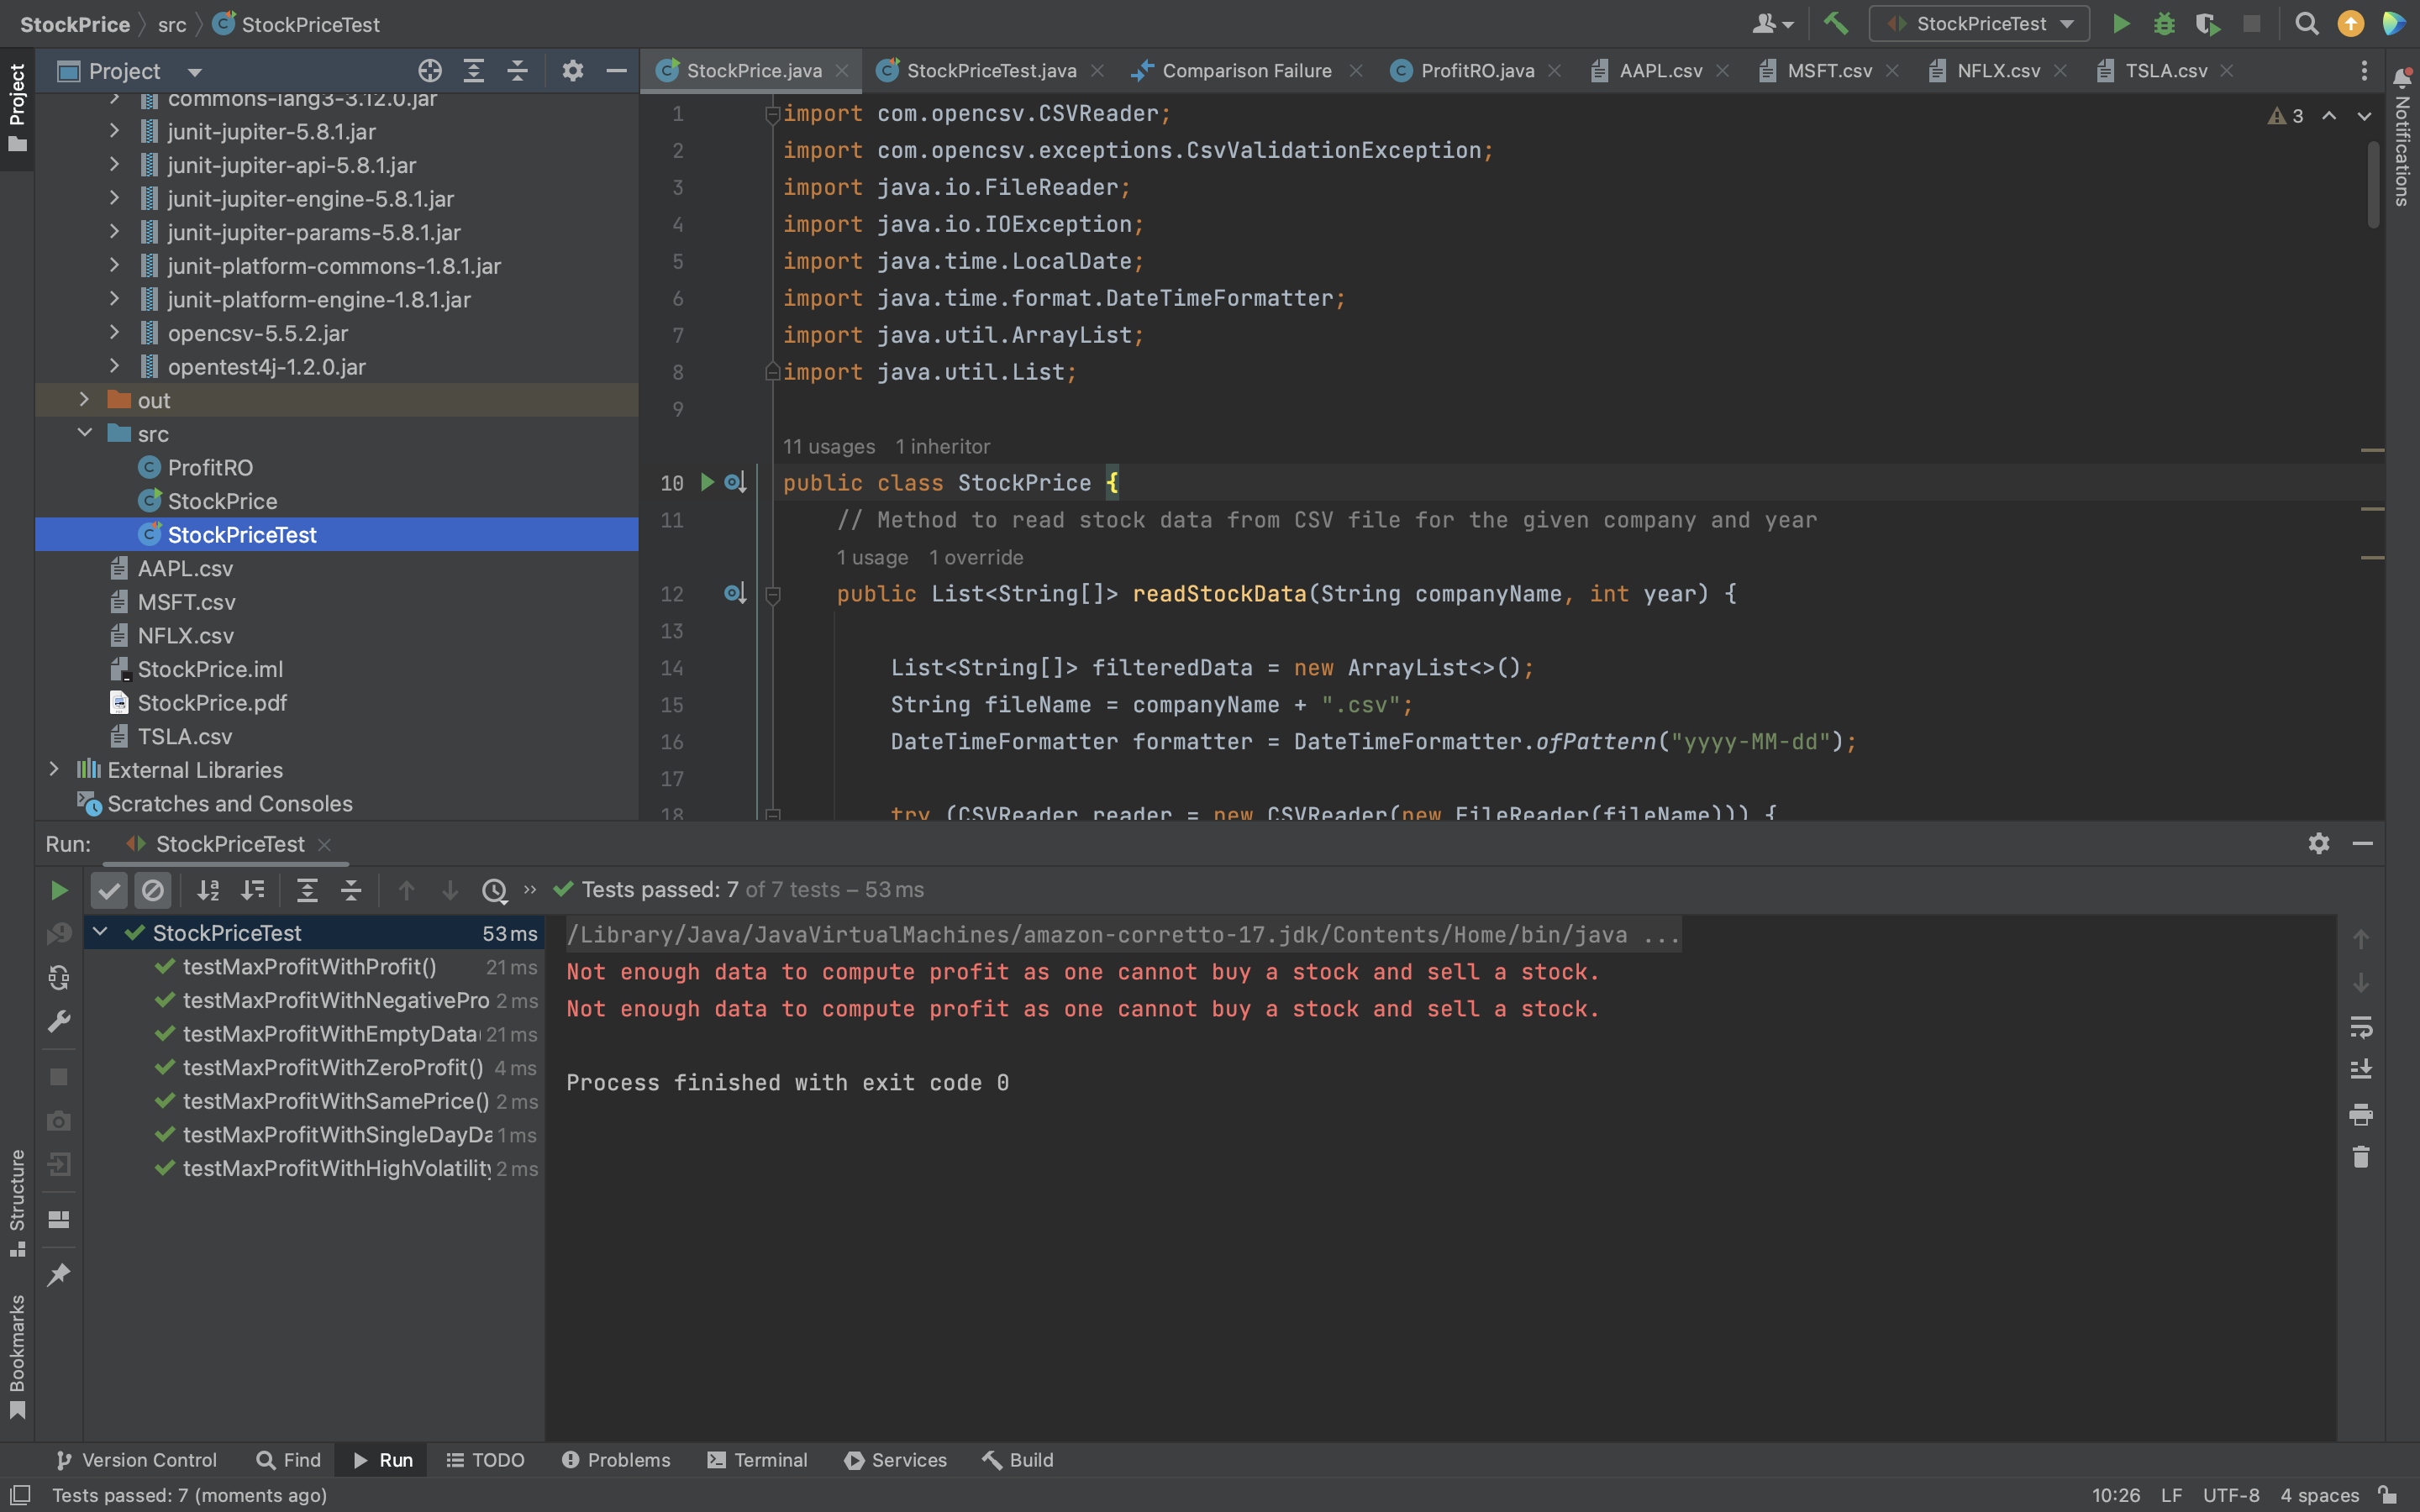 StockPrice 〉 src 〉 StockPriceTest
StockPriceTest
Project
StockPrice.java
StockPriceTest.java
Comparison Failure
ProfitRO.java
AAPL.csv
MSFT.csv
NFLX.csv
TSLA.csv
Project
Notifications
commons-lang3-3.12.0.jar
junit-jupiter-5.8.1.jar
junit-jupiter-api-5.8.1.jar
junit-jupiter-engine-5.8.1.jar
junit-jupiter-params-5.8.1.jar
junit-platform-commons-1.8.1.jar
junit-platform-engine-1.8.1.jar
opencsv-5.5.2.jar
opentest4j-1.2.0.jar
out
src
ProfitRO
StockPrice
StockPriceTest
AAPL.csv
MSFT.csv
NFLX.csv
StockPrice.iml
StockPrice.pdf
TSLA.csv
External Libraries
Scratches and Consoles
3
1 import com.opencsv.CSVReader;
2 import com.opencsv.exceptions.CsvValidationException;
3 import java.io.FileReader;
4 import java.io.IOException;
5 import java.time.LocalDate;
6 import java.time.format.DateTimeFormatter;
7 import java.util.ArrayList;
8 import java.util.List;
9
11 usages 1 inheritor
10 public class StockPrice {
11 // Method to read stock data from CSV file for the given company and year
1 usage 1 override
12 public List<String[]> readStockData(String companyName, int year) {
13
14 List<String[]> filteredData = new ArrayList<>();
15 String fileName = companyName + ".csv";
16 DateTimeFormatter formatter = DateTimeFormatter.ofPattern("yyyy-MM-dd");
17
18 try (CSVReader reader = new CSVReader(new FileReader(fileName))) {
Run: StockPriceTest
Tests passed: 7 of 7 tests – 53 ms
StockPriceTest 53 ms
testMaxProfitWithProfit() 21 ms
testMaxProfitWithNegativePro 2 ms
testMaxProfitWithEmptyData 21 ms
testMaxProfitWithZeroProfit() 4 ms
testMaxProfitWithSamePrice() 2 ms
testMaxProfitWithSingleDayDa 1 ms
testMaxProfitWithHighVolatility 2 ms
/Library/Java/JavaVirtualMachines/amazon-corretto-17.jdk/Contents/Home/bin/java ...
Not enough data to compute profit as one cannot buy a stock and sell a stock.
Not enough data to compute profit as one cannot buy a stock and sell a stock.
Process finished with exit code 0
Structure
Bookmarks
Version Control
Find
Run
TODO
Problems
Terminal
Services
Build
Tests passed: 7 (moments ago)
10:26 LF UTF-8 4 spaces